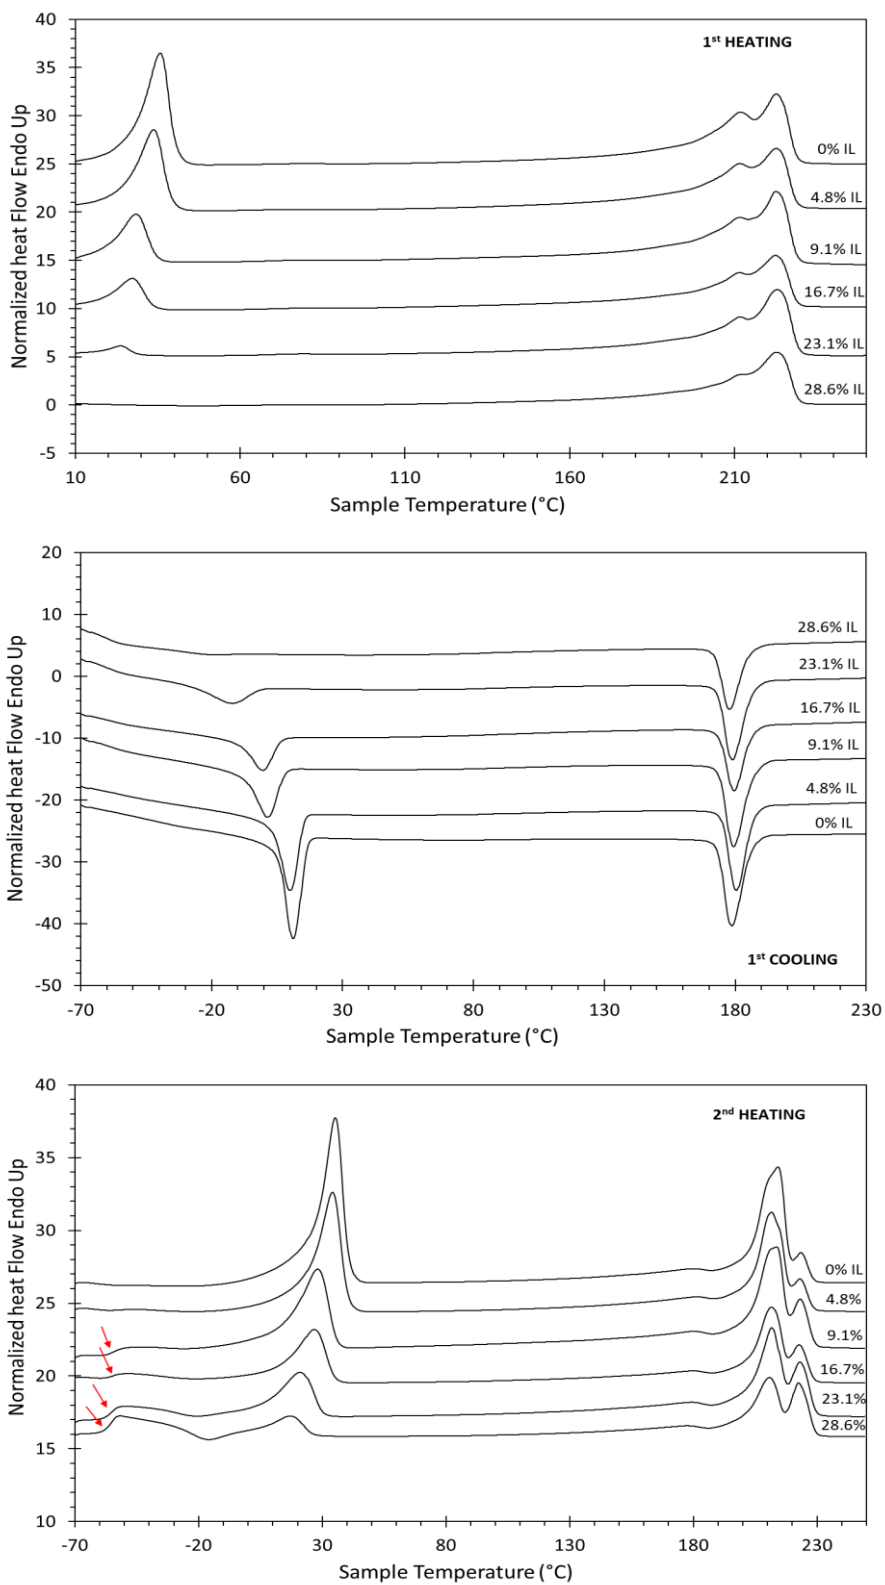 1st HEATING
Normalized heat Flow Endo Up
40
35
30
25
20
15
10
5
0
-5
0% IL
4.8% IL
9.1% IL
16.7% IL
23.1% IL
28.6% IL
10 60 110 160 210
Sample Temperature (°C)
Normalized heat Flow Endo Up
20
10
0
-10
-20
-30
-40
-50
28.6% IL
23.1% IL
16.7% IL
9.1% IL
4.8% IL
0% IL
1st COOLING
-70 -20 30 80 130 180 230
Sample Temperature (°C)
2nd HEATING
Normalized heat Flow Endo Up
40
35
30
25
20
15
10
0% IL
4.8%
9.1%
16.7%
23.1%
28.6%
-70 -20 30 80 130 180 230
Sample Temperature (°C)